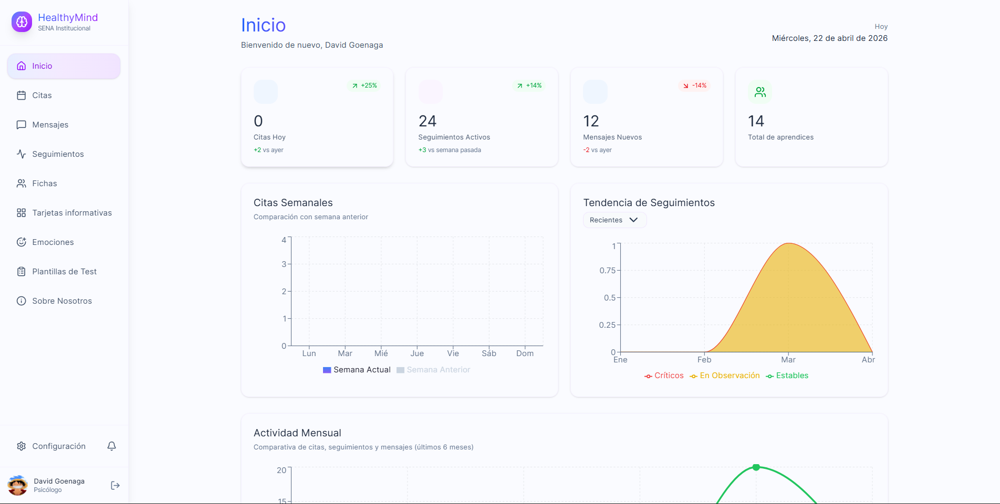 HealthyMind
SENA Institucional
Inicio
Citas
Mensajes
Seguimientos
Fichas
Tarjetas informativas
Emociones
Plantillas de Test
Sobre Nosotros
Configuración
David Goenaga
Psicólogo
Inicio
Bienvenido de nuevo, David Goenaga
Hoy
Miércoles, 22 de abril de 2026
+25%
0
Citas Hoy
+2 vs ayer
+14%
24
Seguimientos Activos
+3 vs semana pasada
-14%
12
Mensajes Nuevos
-2 vs ayer
14
Total de aprendices
Citas Semanales
Comparación con semana anterior
4
3
2
1
0
Lun Mar Mié Jue Vie Sáb Dom
Semana Actual Semana Anterior
Tendencia de Seguimientos
Recientes
1
0.75
0.5
0.25
0
Ene Feb Mar Abr
Críticos En Observación Estables
Actividad Mensual
Comparativa de citas, seguimientos y mensajes (últimos 6 meses)
20
15